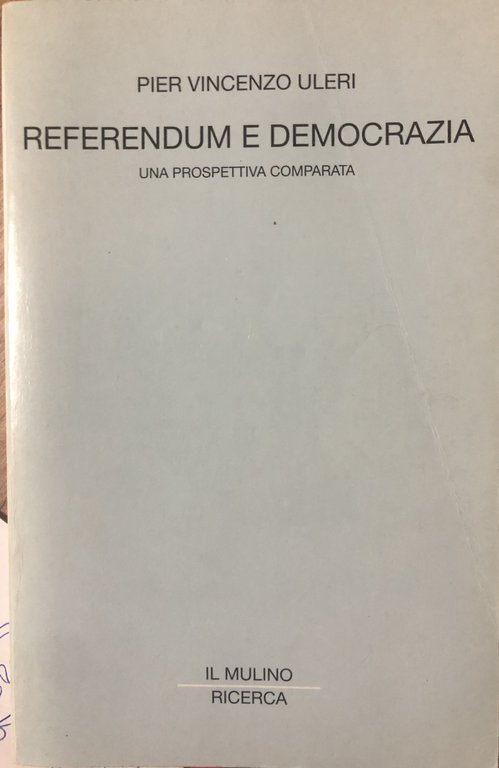 PIER VINCENZO ULERI
REFERENDUM E DEMOCRAZIA
UNA PROSPETTIVA COMPARATA
IL MULINO
RICERCA